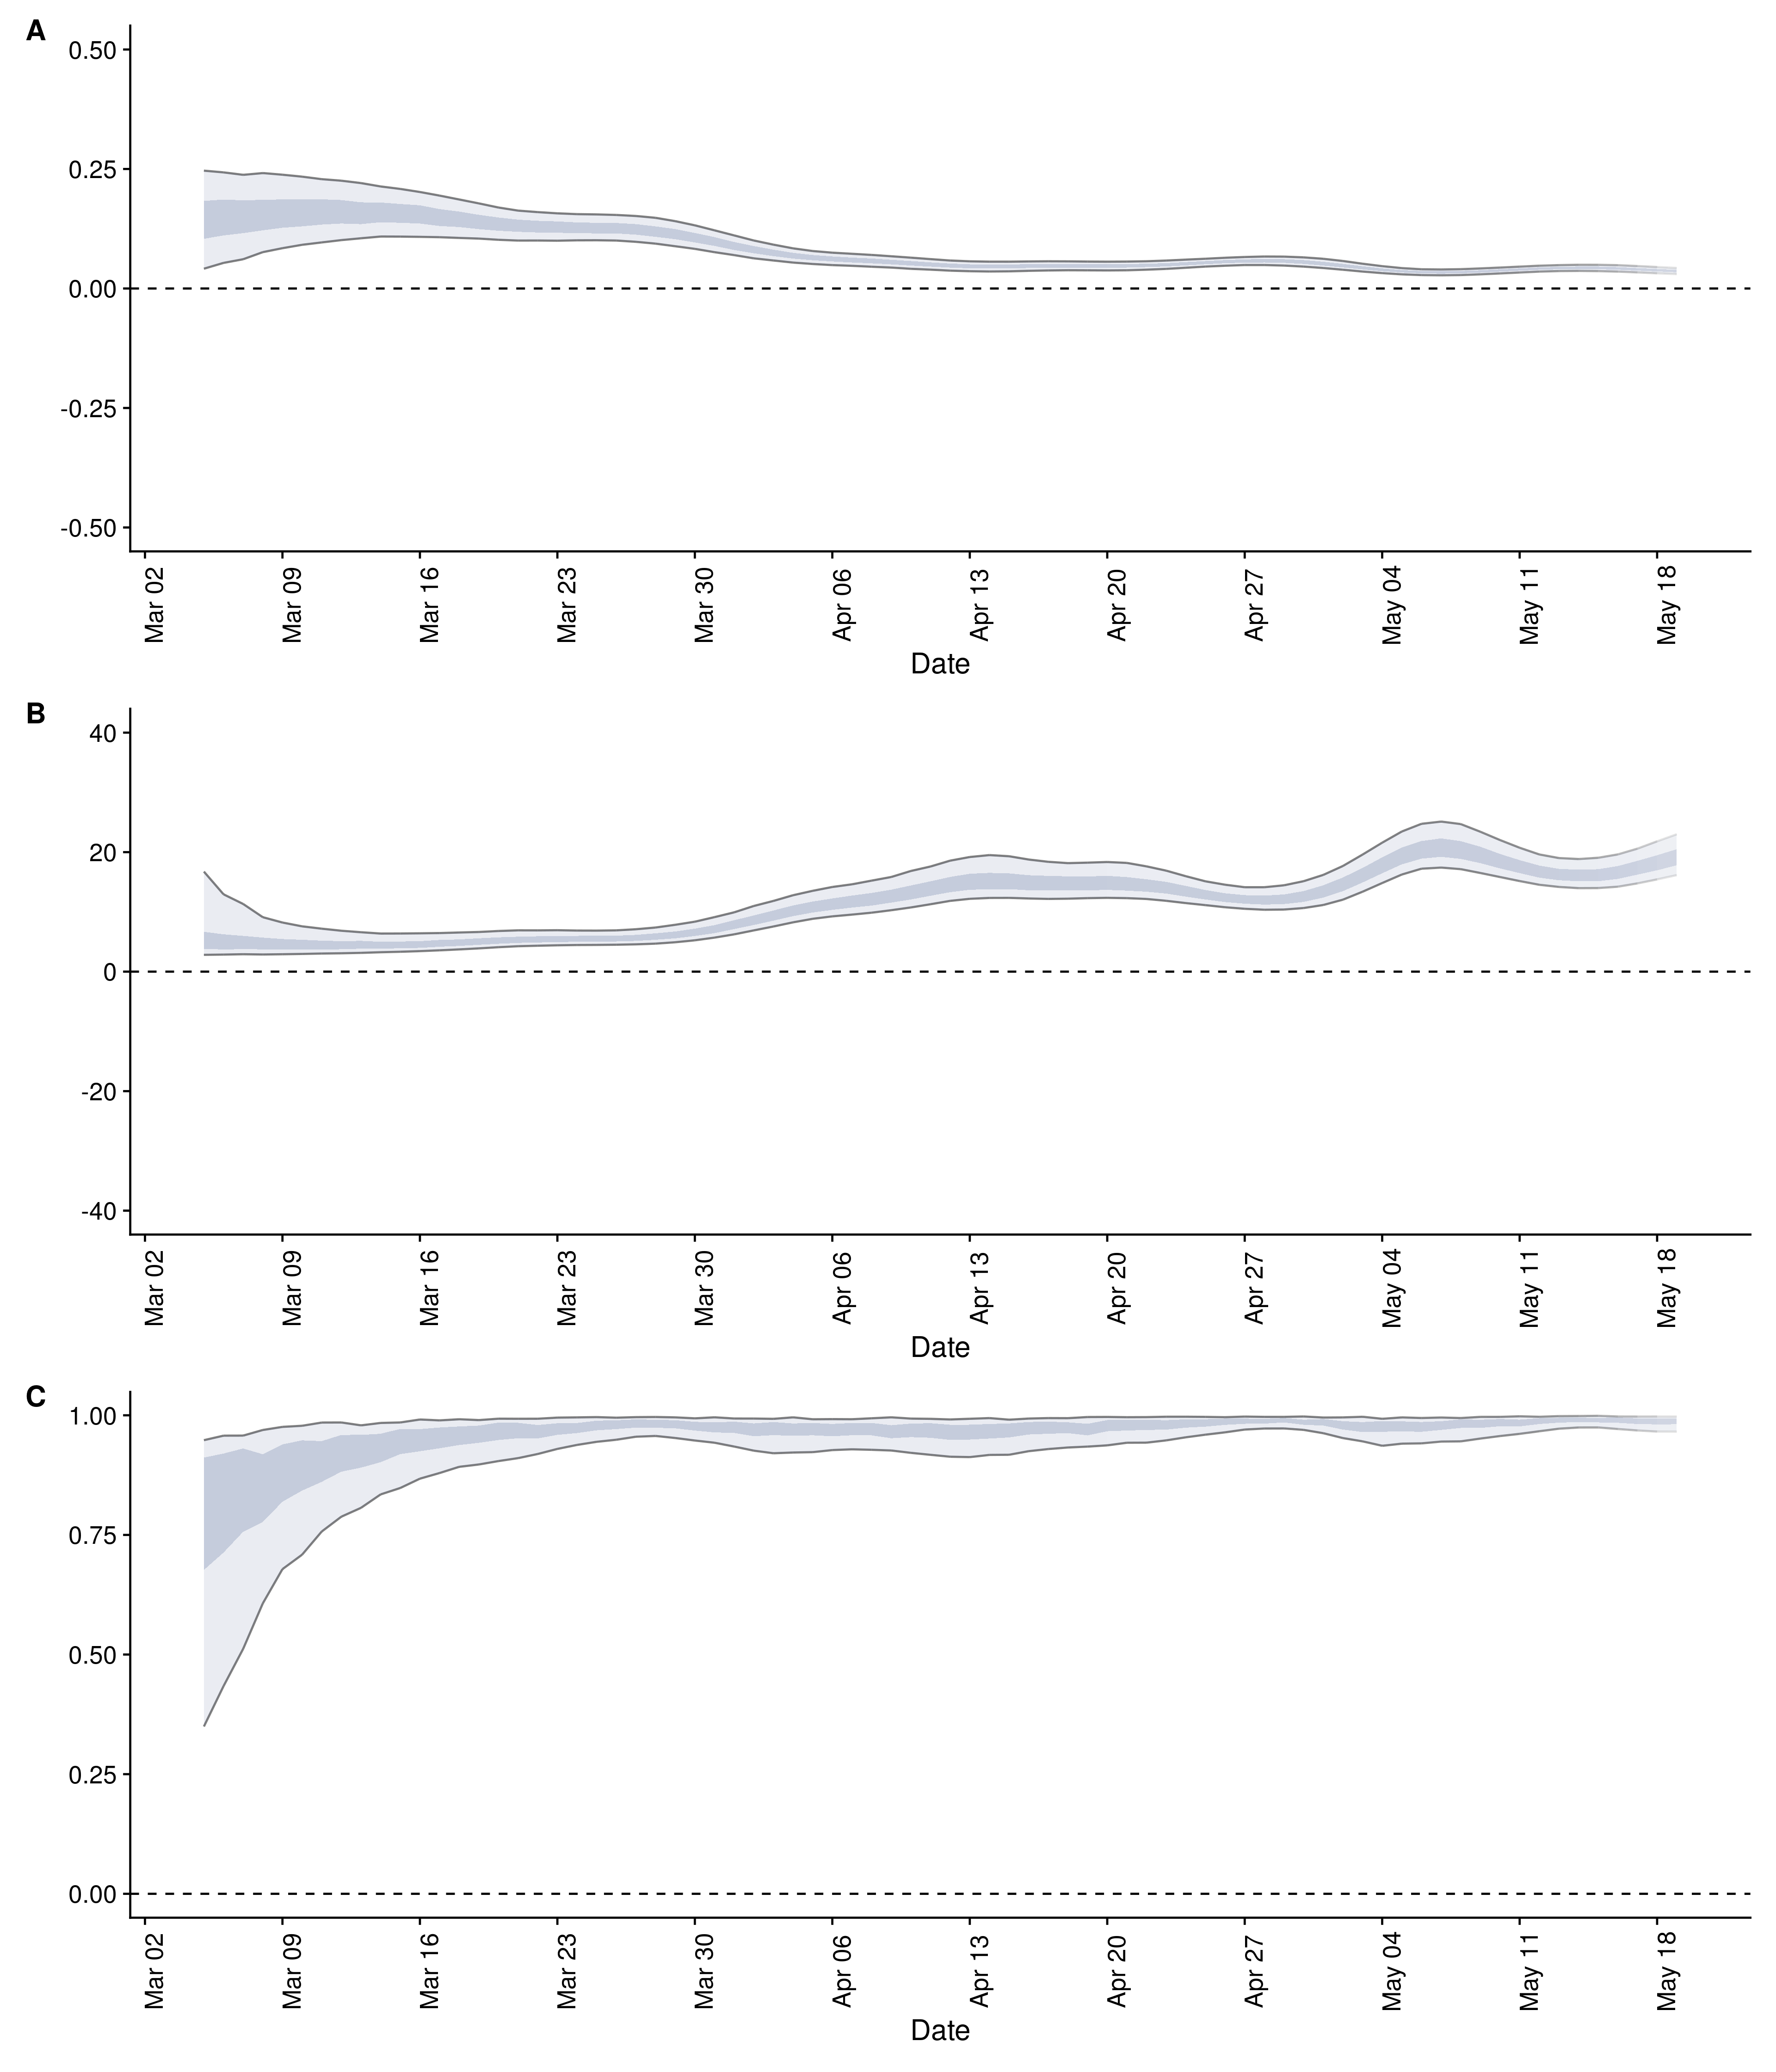 A
0.50
0.25
0.00
-0.25
-0.50
Mar 02
Mar 09
Mar 16
Mar 23
Mar 30
Apr 06
Apr 13
Apr 20
Apr 27
May 04
May 11
May 18
Date
B
40
20
0
-20
-40
Mar 02
Mar 09
Mar 16
Mar 23
Mar 30
Apr 06
Apr 13
Apr 20
Apr 27
May 04
May 11
May 18
Date
C
1.00
0.75
0.50
0.25
0.00
Mar 02
Mar 09
Mar 16
Mar 23
Mar 30
Apr 06
Apr 13
Apr 20
Apr 27
May 04
May 11
May 18
Date